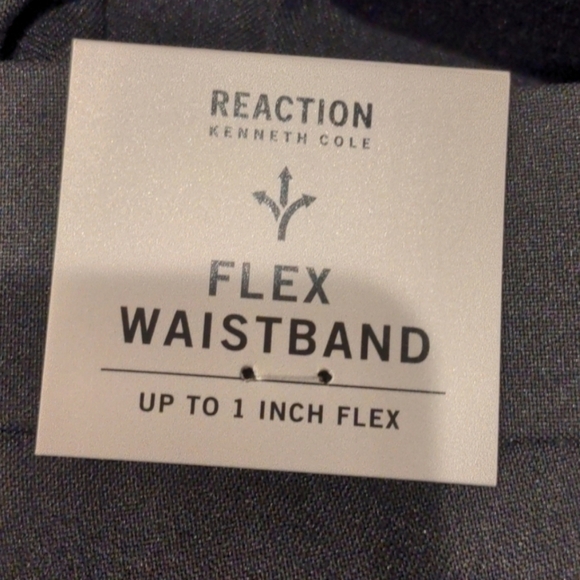 REACTION
KENNETH COLE
FLEX
WAISTBAND
UP TO 1 INCH FLEX